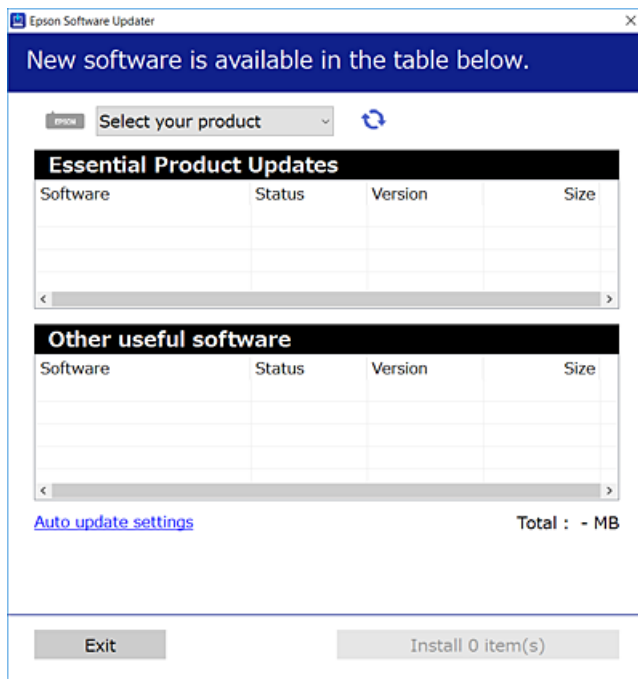 Epson Software Updater
New software is available in the table below.
EPSON Select your product
Essential Product Updates
Software Status Version Size
Other useful software
Software Status Version Size
Auto update settings Total : - MB
Exit Install 0 item(s)